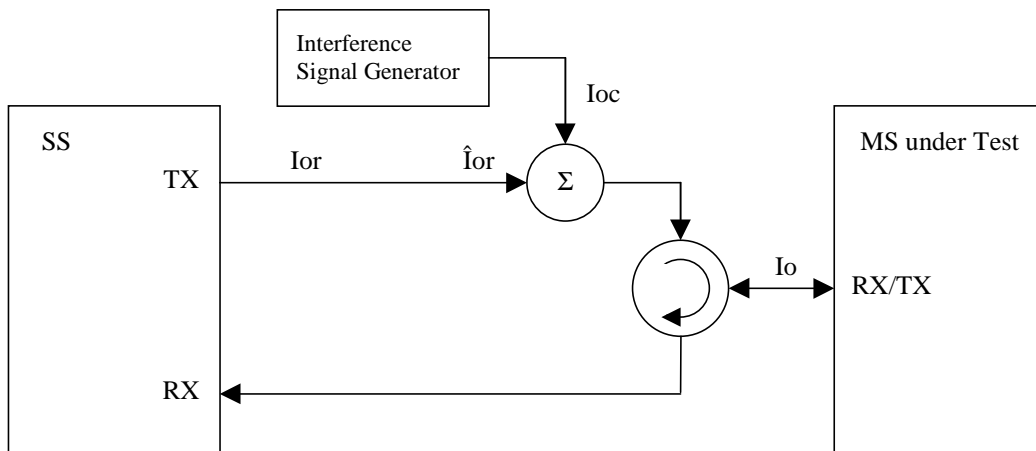 Interference
Signal Generator
Ioc
SS
MS under Test
TX
Ior
Îor
Σ
Io
RX/TX
RX